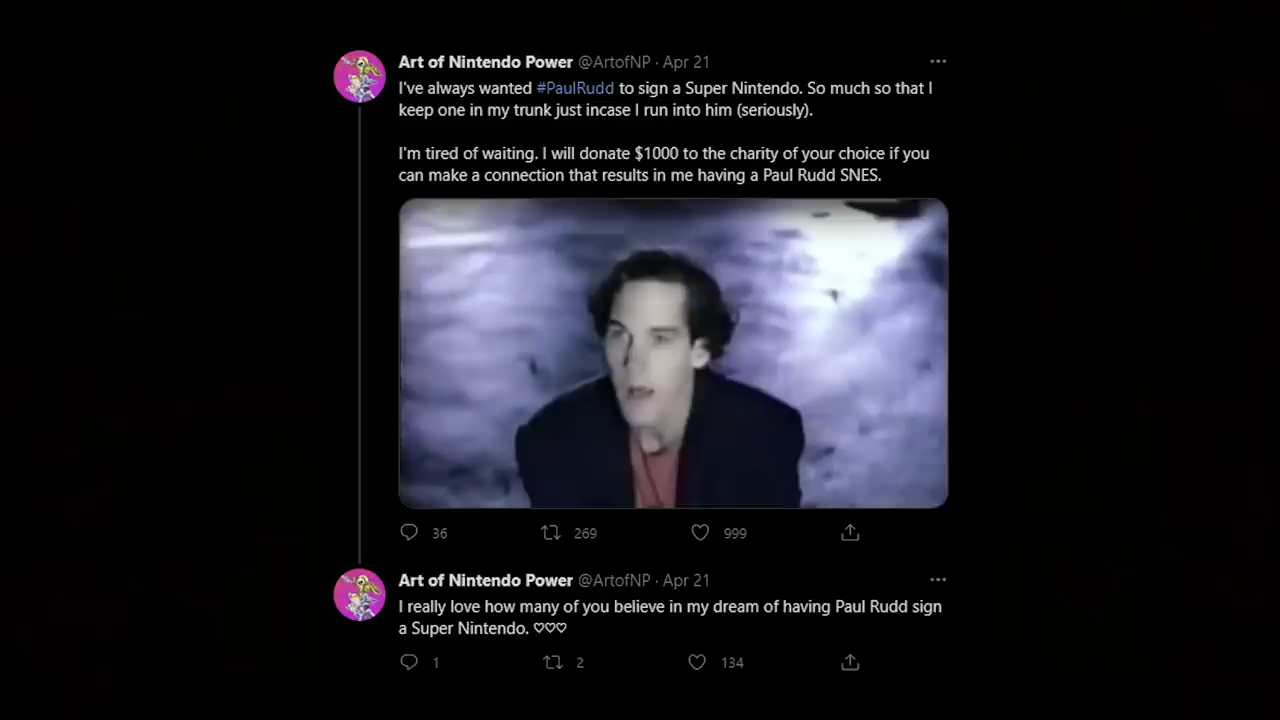 Art of Nintendo Power @ArtofNP · Apr 21
I've always wanted #PaulRudd to sign a Super Nintendo. So much so that I
keep one in my trunk just incase I run into him (seriously).
I'm tired of waiting. I will donate $1000 to the charity of your choice if you
can make a connection that results in me having a Paul Rudd SNES.
36 269 999
Art of Nintendo Power @ArtofNP · Apr 21
I really love how many of you believe in my dream of having Paul Rudd sign
a Super Nintendo. ♡♡♡
1 2 134